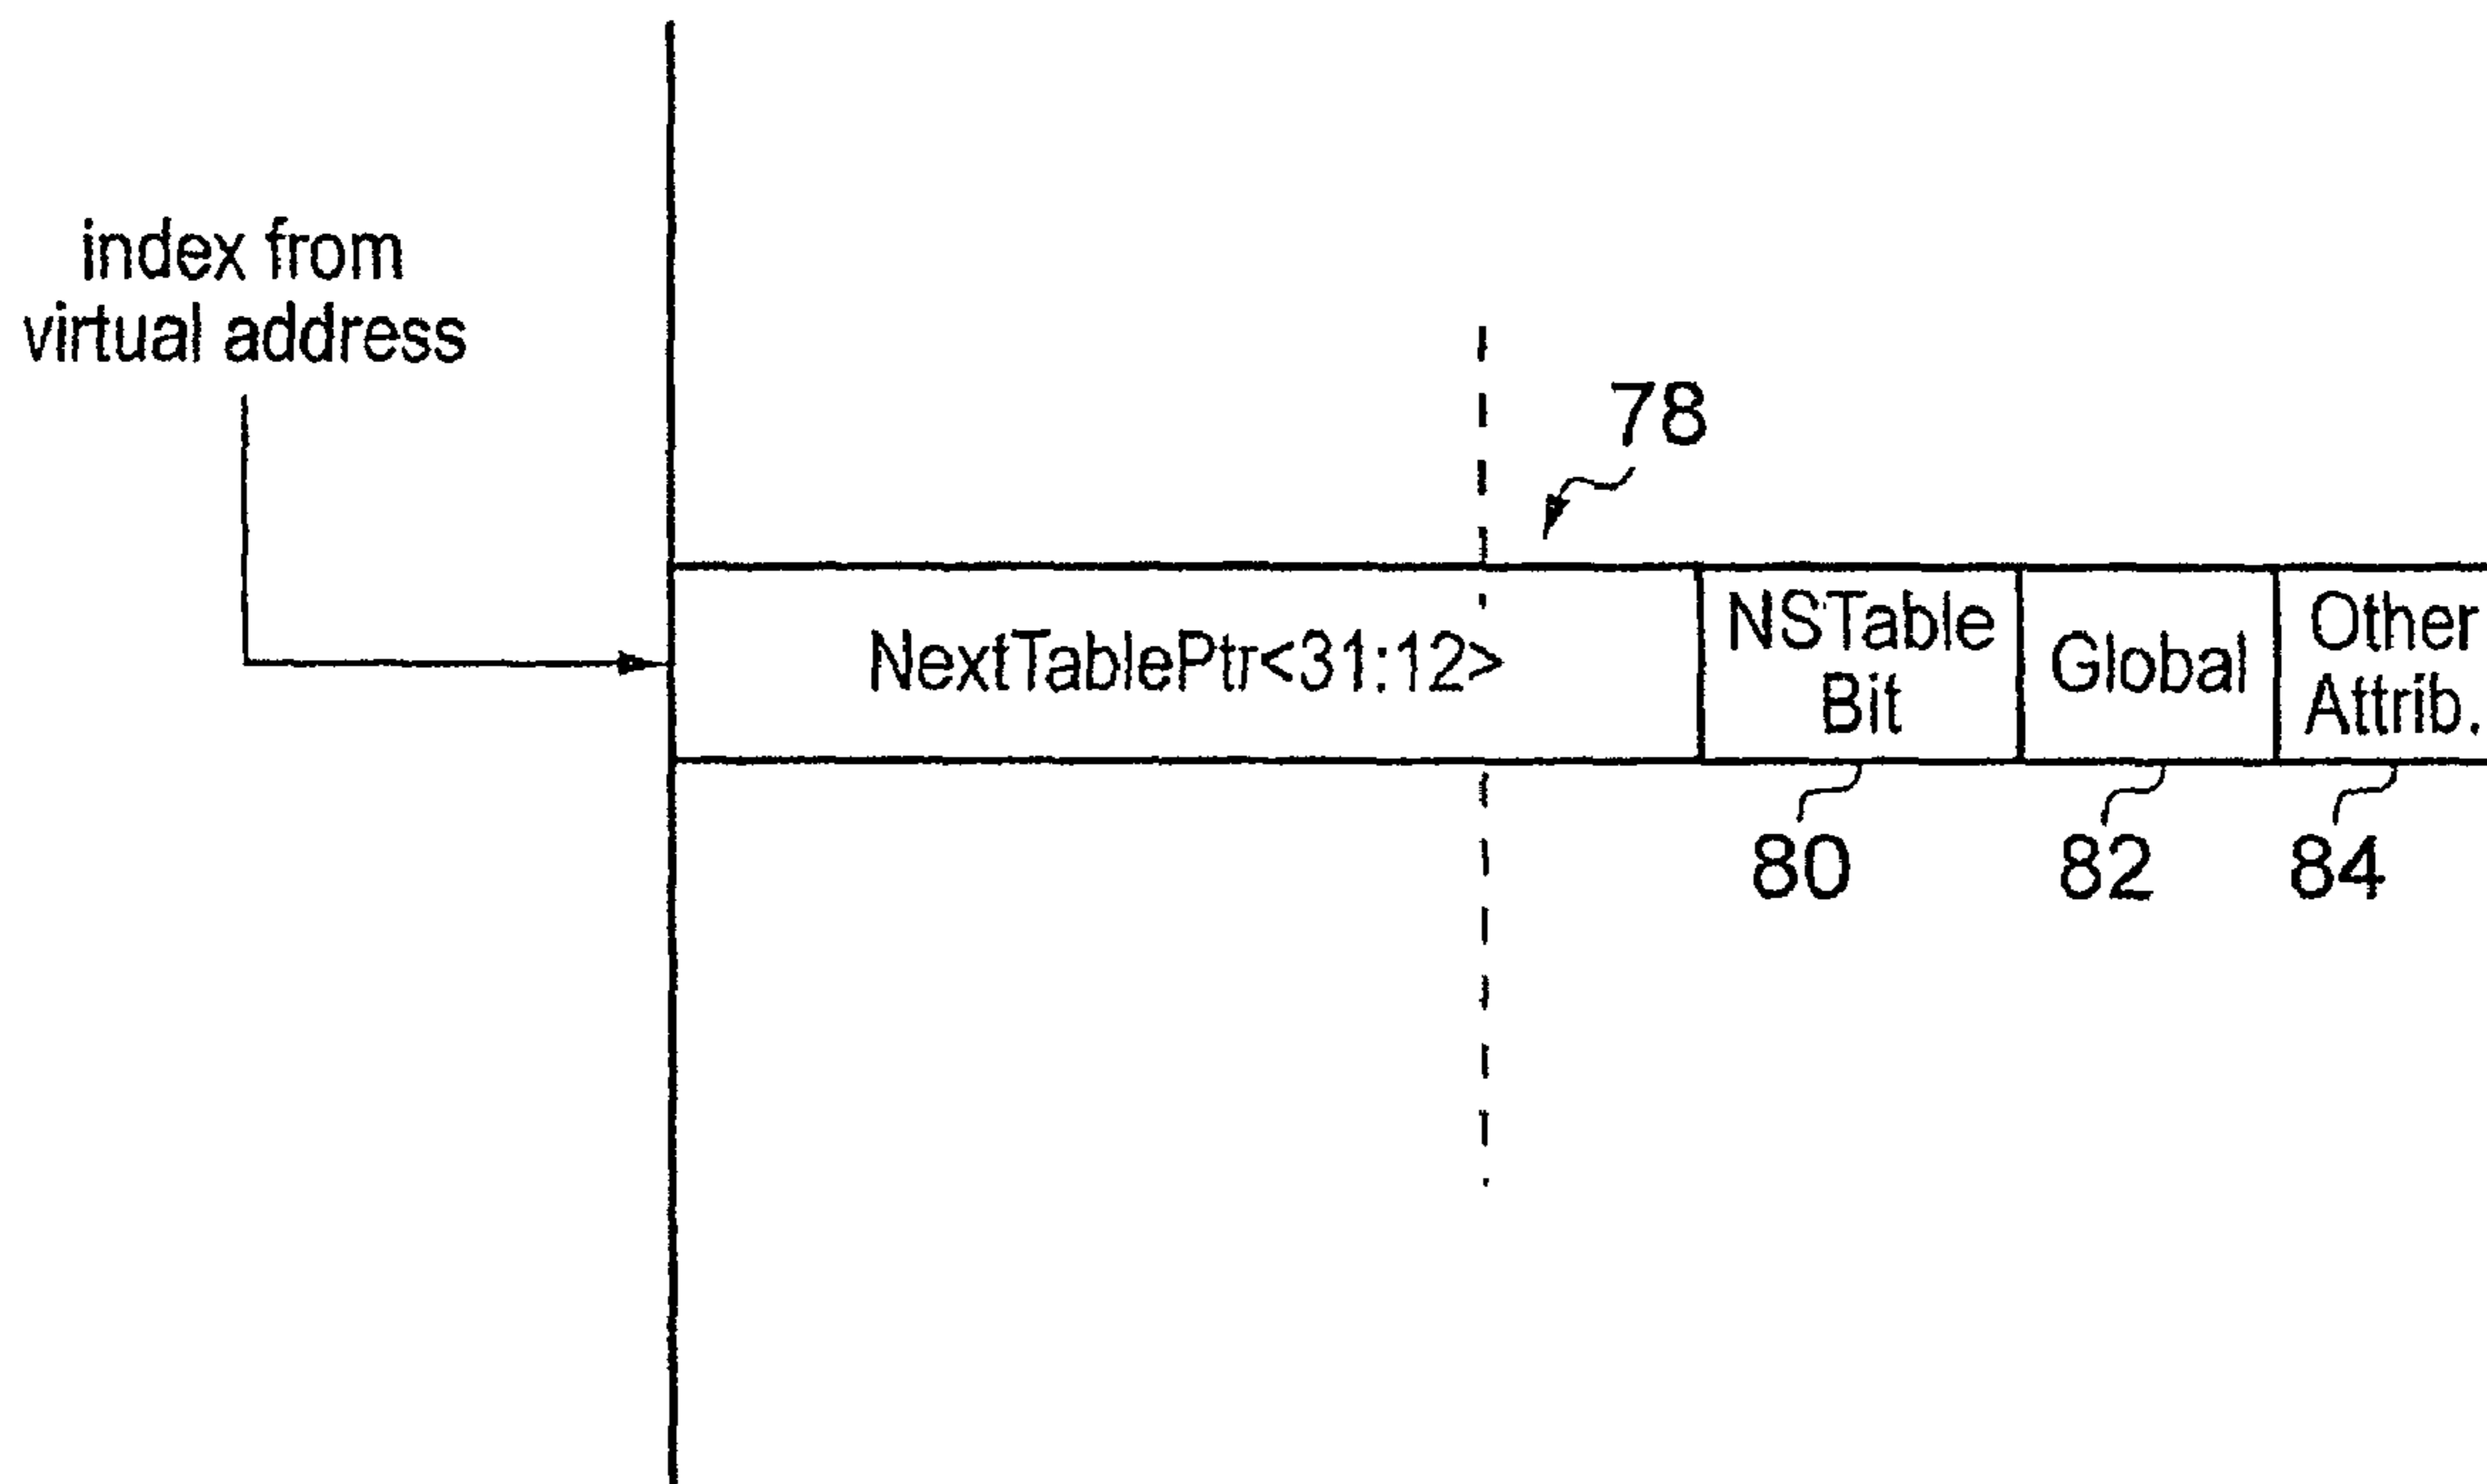 index from
virtual address
78
NextTablePtr<31:12>
NSTable
Bit
Global
Other
Attrib.
80
82
84